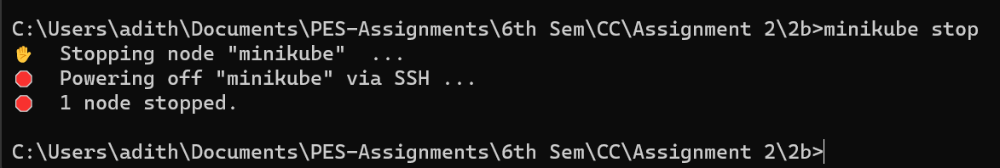 C:\Users\adith\Documents\PES-Assignments\6th Sem\CC\Assignment 2\2b>minikube stop
✋  Stopping node "minikube"  ...
🛑  Powering off "minikube" via SSH ...
🛑  1 node stopped.
C:\Users\adith\Documents\PES-Assignments\6th Sem\CC\Assignment 2\2b>